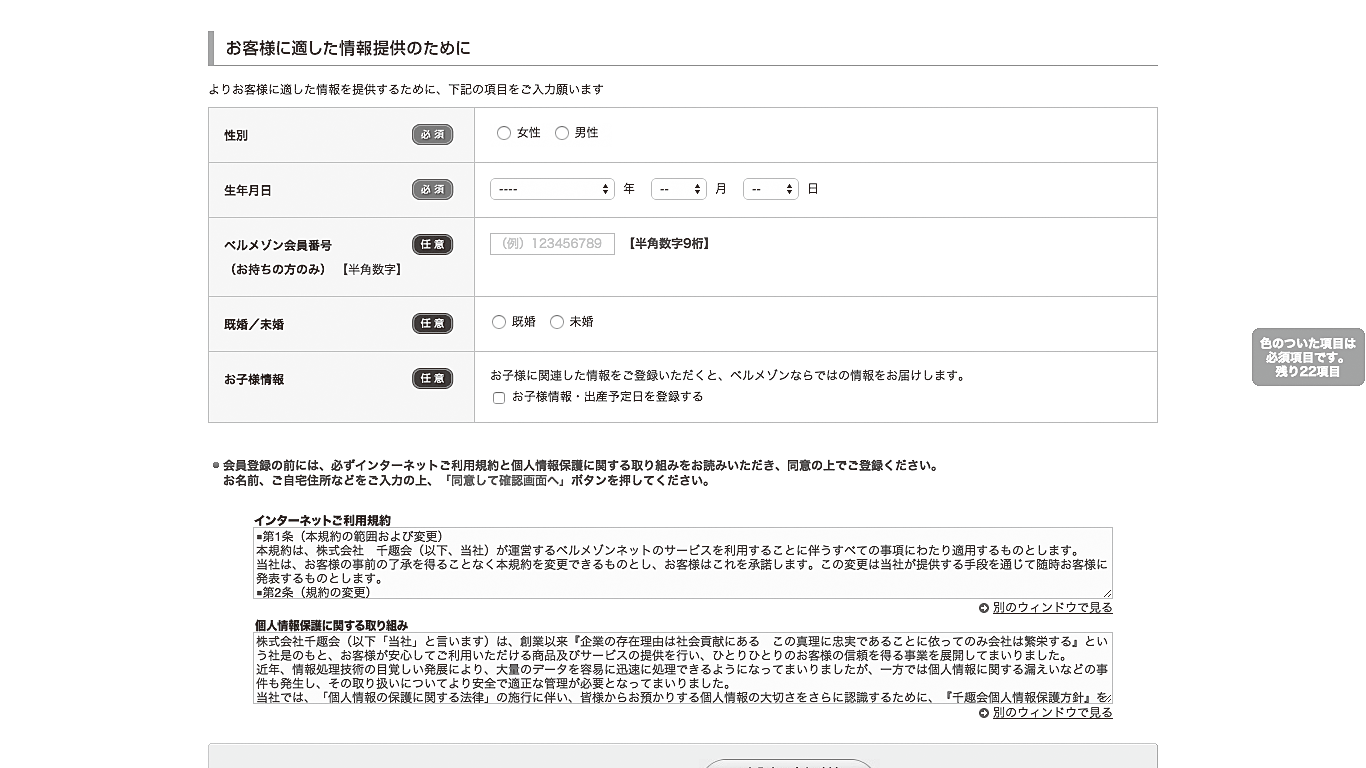 お客様に適した情報提供のために
よりお客様に適した情報を提供するために、下記の項目をご入力願います
性別 必須 女性 男性
生年月日 必須 ---- 年 -- 月 -- 日
ベルメゾン会員番号 任意 （例）123456789 【半角数字9桁】
（お持ちの方のみ） 【半角数字】
既婚／未婚 任意 既婚 未婚
お子様情報 任意 お子様に関連した情報をご登録いただくと、ベルメゾンならではの情報をお届けします。
お子様情報・出産予定日を登録する
色のついた項目は
必須項目です。
残り22項目
会員登録の前には、必ずインターネットご利用規約と個人情報保護に関する取り組みをお読みいただき、同意の上でご登録ください。
お名前、ご自宅住所などをご入力の上、「同意して確認画面へ」ボタンを押してください。
インターネットご利用規約
■第1条（本規約の範囲および変更）
本規約は、株式会社　千趣会（以下、当社）が運営するベルメゾンネットのサービスを利用することに伴うすべての事項にわたり適用するものとします。
当社は、お客様の事前の了承を得ることなく本規約を変更できるものとし、お客様はこれを承諾します。この変更は当社が提供する手段を通じて随時お客様に
発表するものとします。
■第2条（規約の変更）
別のウィンドウで見る
個人情報保護に関する取り組み
株式会社千趣会（以下「当社」と言います）は、創業以来『企業の存在理由は社会貢献にある　この真理に忠実であることに依ってのみ会社は繁栄する』とい
う社是のもと、お客様が安心してご利用いただける商品及びサービスの提供を行い、ひとりひとりのお客様の信頼を得る事業を展開してまいりました。
近年、情報処理技術の目覚しい発展により、大量のデータを容易に迅速に処理できるようになってまいりましたが、一方では個人情報に関する漏えいなどの事
件も発生し、その取り扱いについてより安全で適正な管理が必要となってまいりました。
当社では、「個人情報の保護に関する法律」の施行に伴い、皆様からお預かりする個人情報の大切さをさらに認識するために、『千趣会個人情報保護方針』を
別のウィンドウで見る